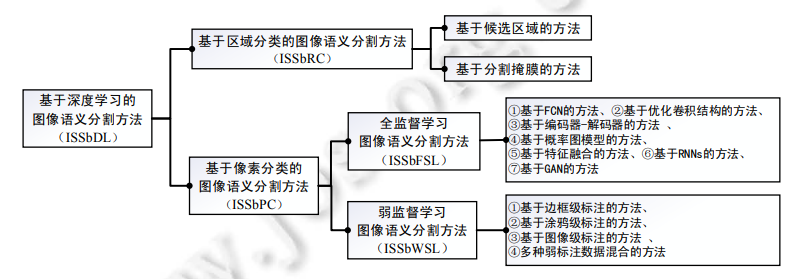 基于深度学习的
图像语义分割方法
(ISSbDL)
基于区域分类的图像语义分割方法
(ISSbRC)
基于候选区域的方法
基于分割掩膜的方法
基于像素分类的
图像语义分割方法
(ISSbPC)
全监督学习
图像语义分割方法
(ISSbFSL)
①基于FCN的方法、②基于优化卷积结构的方法、
③基于编码器-解码器的方法 、
④基于概率图模型的方法、
⑤基于特征融合的方法、⑥基于RNNs的方法、
⑦基于GAN的方法
弱监督学习
图像语义分割方法
(ISSbWSL)
①基于边框级标注的方法、
②基于涂鸦级标注的方法、
③基于图像级标注的方法 、
④多种弱标注数据混合的方法